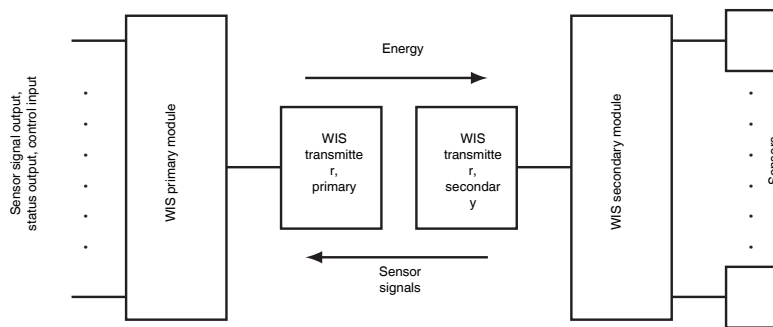 Sensor signal output,
status output, control input
WIS primary module
Energy
WIS
transmitte
r,
primary
WIS
transmitte
r,
secondar
y
Sensor
signals
WIS secondary module
Sensors